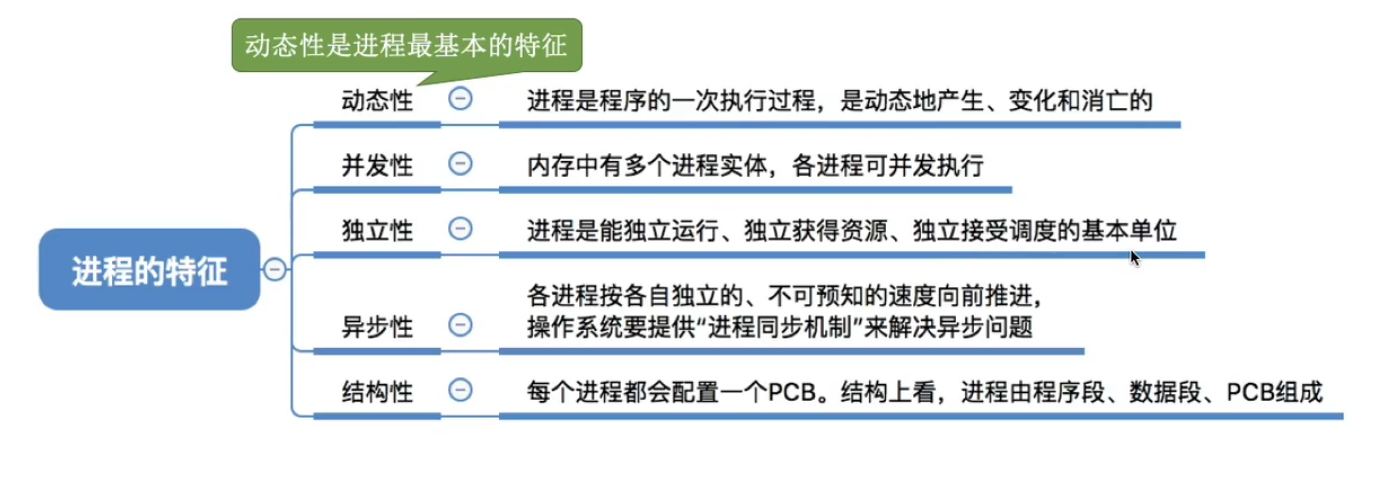 动态性是进程最基本的特征
动态性
进程是程序的一次执行过程，是动态地产生、变化和消亡的
并发性
内存中有多个进程实体，各进程可并发执行
独立性
进程是能独立运行、独立获得资源、独立接受调度的基本单位
进程的特征
异步性
各进程按各自独立的、不可预知的速度向前推进，
操作系统要提供“进程同步机制”来解决异步问题
结构性
每个进程都会配置一个PCB。结构上看，进程由程序段、数据段、PCB组成